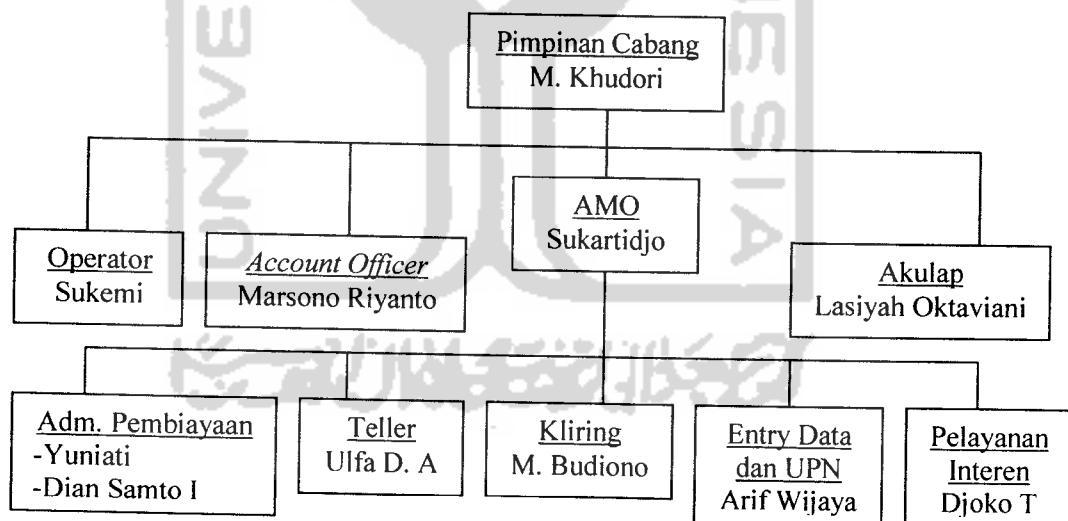 Pimpinan Cabang
M. Khudori
AMO
Sukartidjo
Operator
Sukemi
Account Officer
Marsono Riyanto
Akulap
Lasiyah Oktaviani
Adm. Pembiayaan
-Yuniati
-Dian Samto I
Teller
Ulfa D. A
Kliring
M. Budiono
Entry Data
dan UPN
Arif Wijaya
Pelayanan
Interen
Djoko T